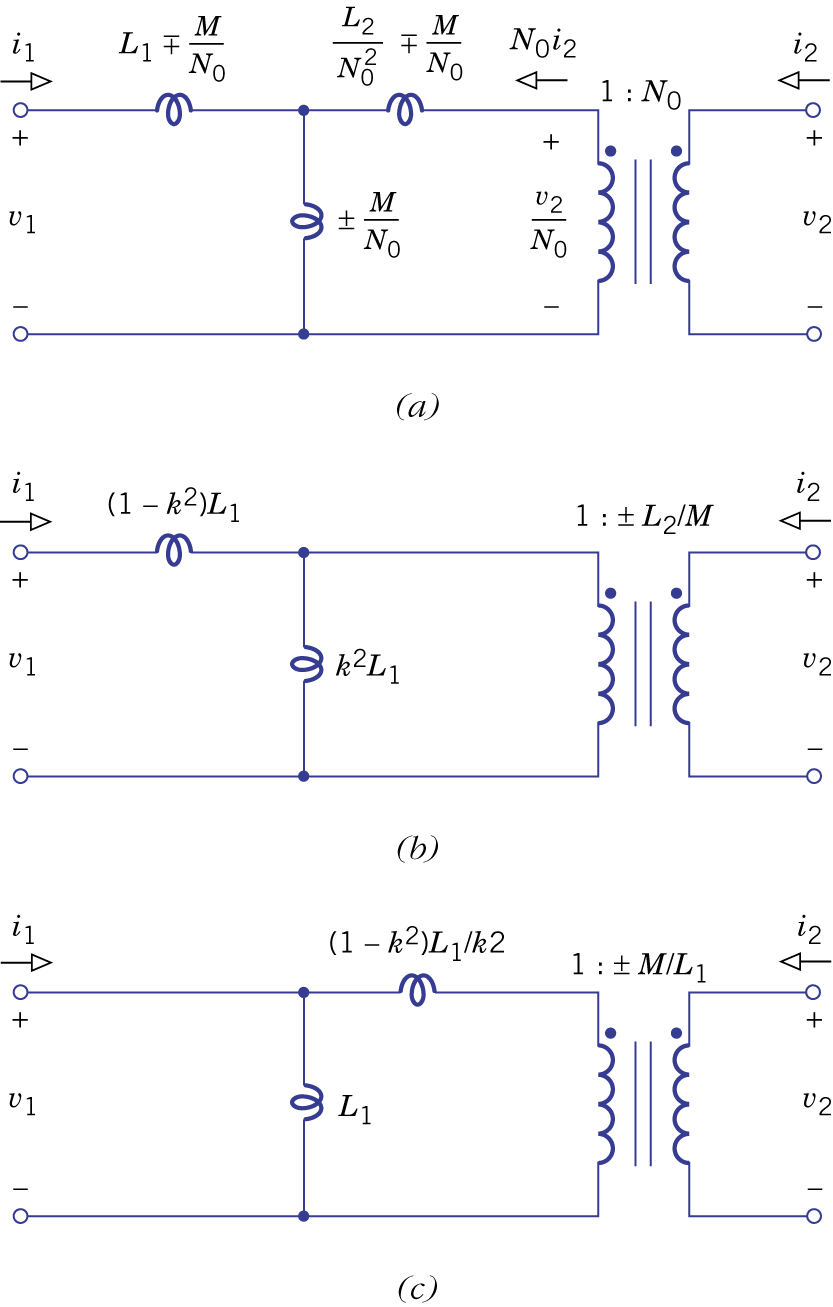 i₁ L₁ ∓ M/N₀ L₂/N₀² ∓ M/N₀ N₀i₂ i₂
1 : N₀
+ + +
v₁ ± M/N₀ v₂/N₀ v₂
− − −
(a)
i₁ (1 − k²)L₁ 1 : ± L₂/M i₂
+ +
v₁ k²L₁ v₂
− −
(b)
i₁ (1 − k²)L₁/k2 1 : ± M/L₁ i₂
+ +
v₁ L₁ v₂
− −
(c)